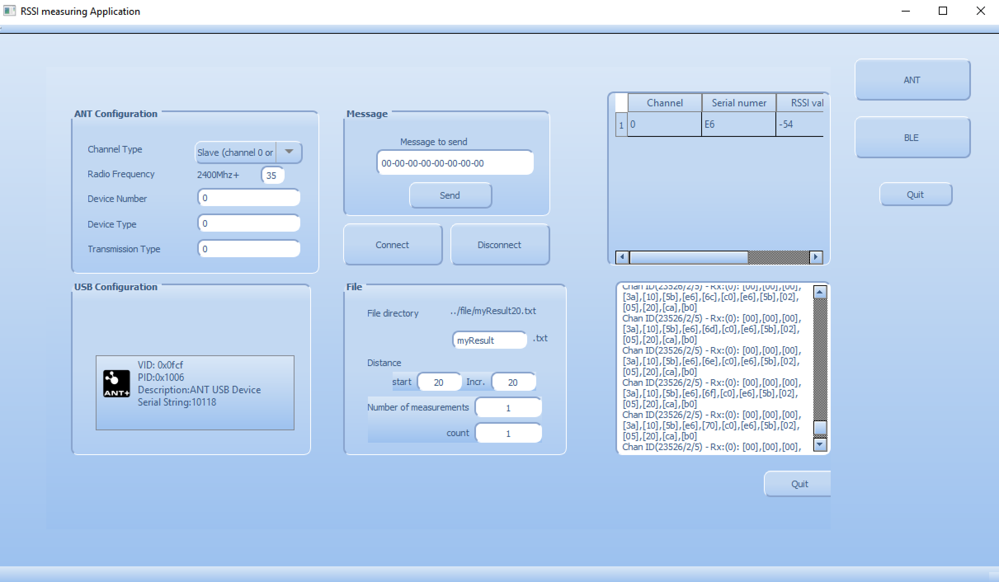 RSSI measuring Application
ANT Configuration
Channel Type
Slave (channel 0 or
Radio Frequency
2400Mhz+
35
Device Number
0
Device Type
0
Transmission Type
0
Message
Message to send
00-00-00-00-00-00-00-00
Send
Connect
Disconnect
Channel
Serial numer
RSSI val
1
0
E6
-54
ANT
BLE
Quit
USB Configuration
ANT+
VID: 0x0fcf
PID:0x1006
Description:ANT USB Device
Serial String:10118
File
File directory
../file/myResult20.txt
myResult
.txt
Distance
start
20
Incr.
20
Number of measurements
1
count
1
Chan ID(23526/2/5) - Rx:(0): [00],[00],[00],
[3a],[10],[5b],[e6],[6c],[c0],[e6],[5b],[02],
[05],[20],[ca],[b0]
Chan ID(23526/2/5) - Rx:(0): [00],[00],[00],
[3a],[10],[5b],[e6],[6d],[c0],[e6],[5b],[02],
[05],[20],[ca],[b0]
Chan ID(23526/2/5) - Rx:(0): [00],[00],[00],
[3a],[10],[5b],[e6],[6e],[c0],[e6],[5b],[02],
[05],[20],[ca],[b0]
Chan ID(23526/2/5) - Rx:(0): [00],[00],[00],
[3a],[10],[5b],[e6],[6f],[c0],[e6],[5b],[02],
[05],[20],[ca],[b0]
Chan ID(23526/2/5) - Rx:(0): [00],[00],[00],
[3a],[10],[5b],[e6],[70],[c0],[e6],[5b],[02],
[05],[20],[ca],[b0]
Chan ID(23526/2/5) - Rx:(0): [00],[00],[00],
Quit